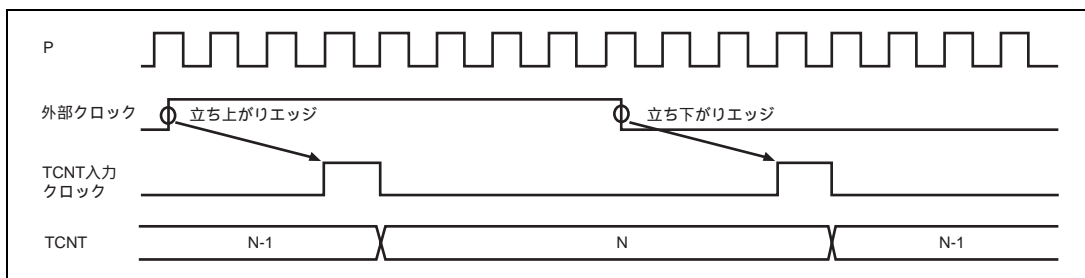 P
外部クロック
立ち上がりエッジ
立ち下がりエッジ
TCNT入力
クロック
TCNT
N-1
N
N-1